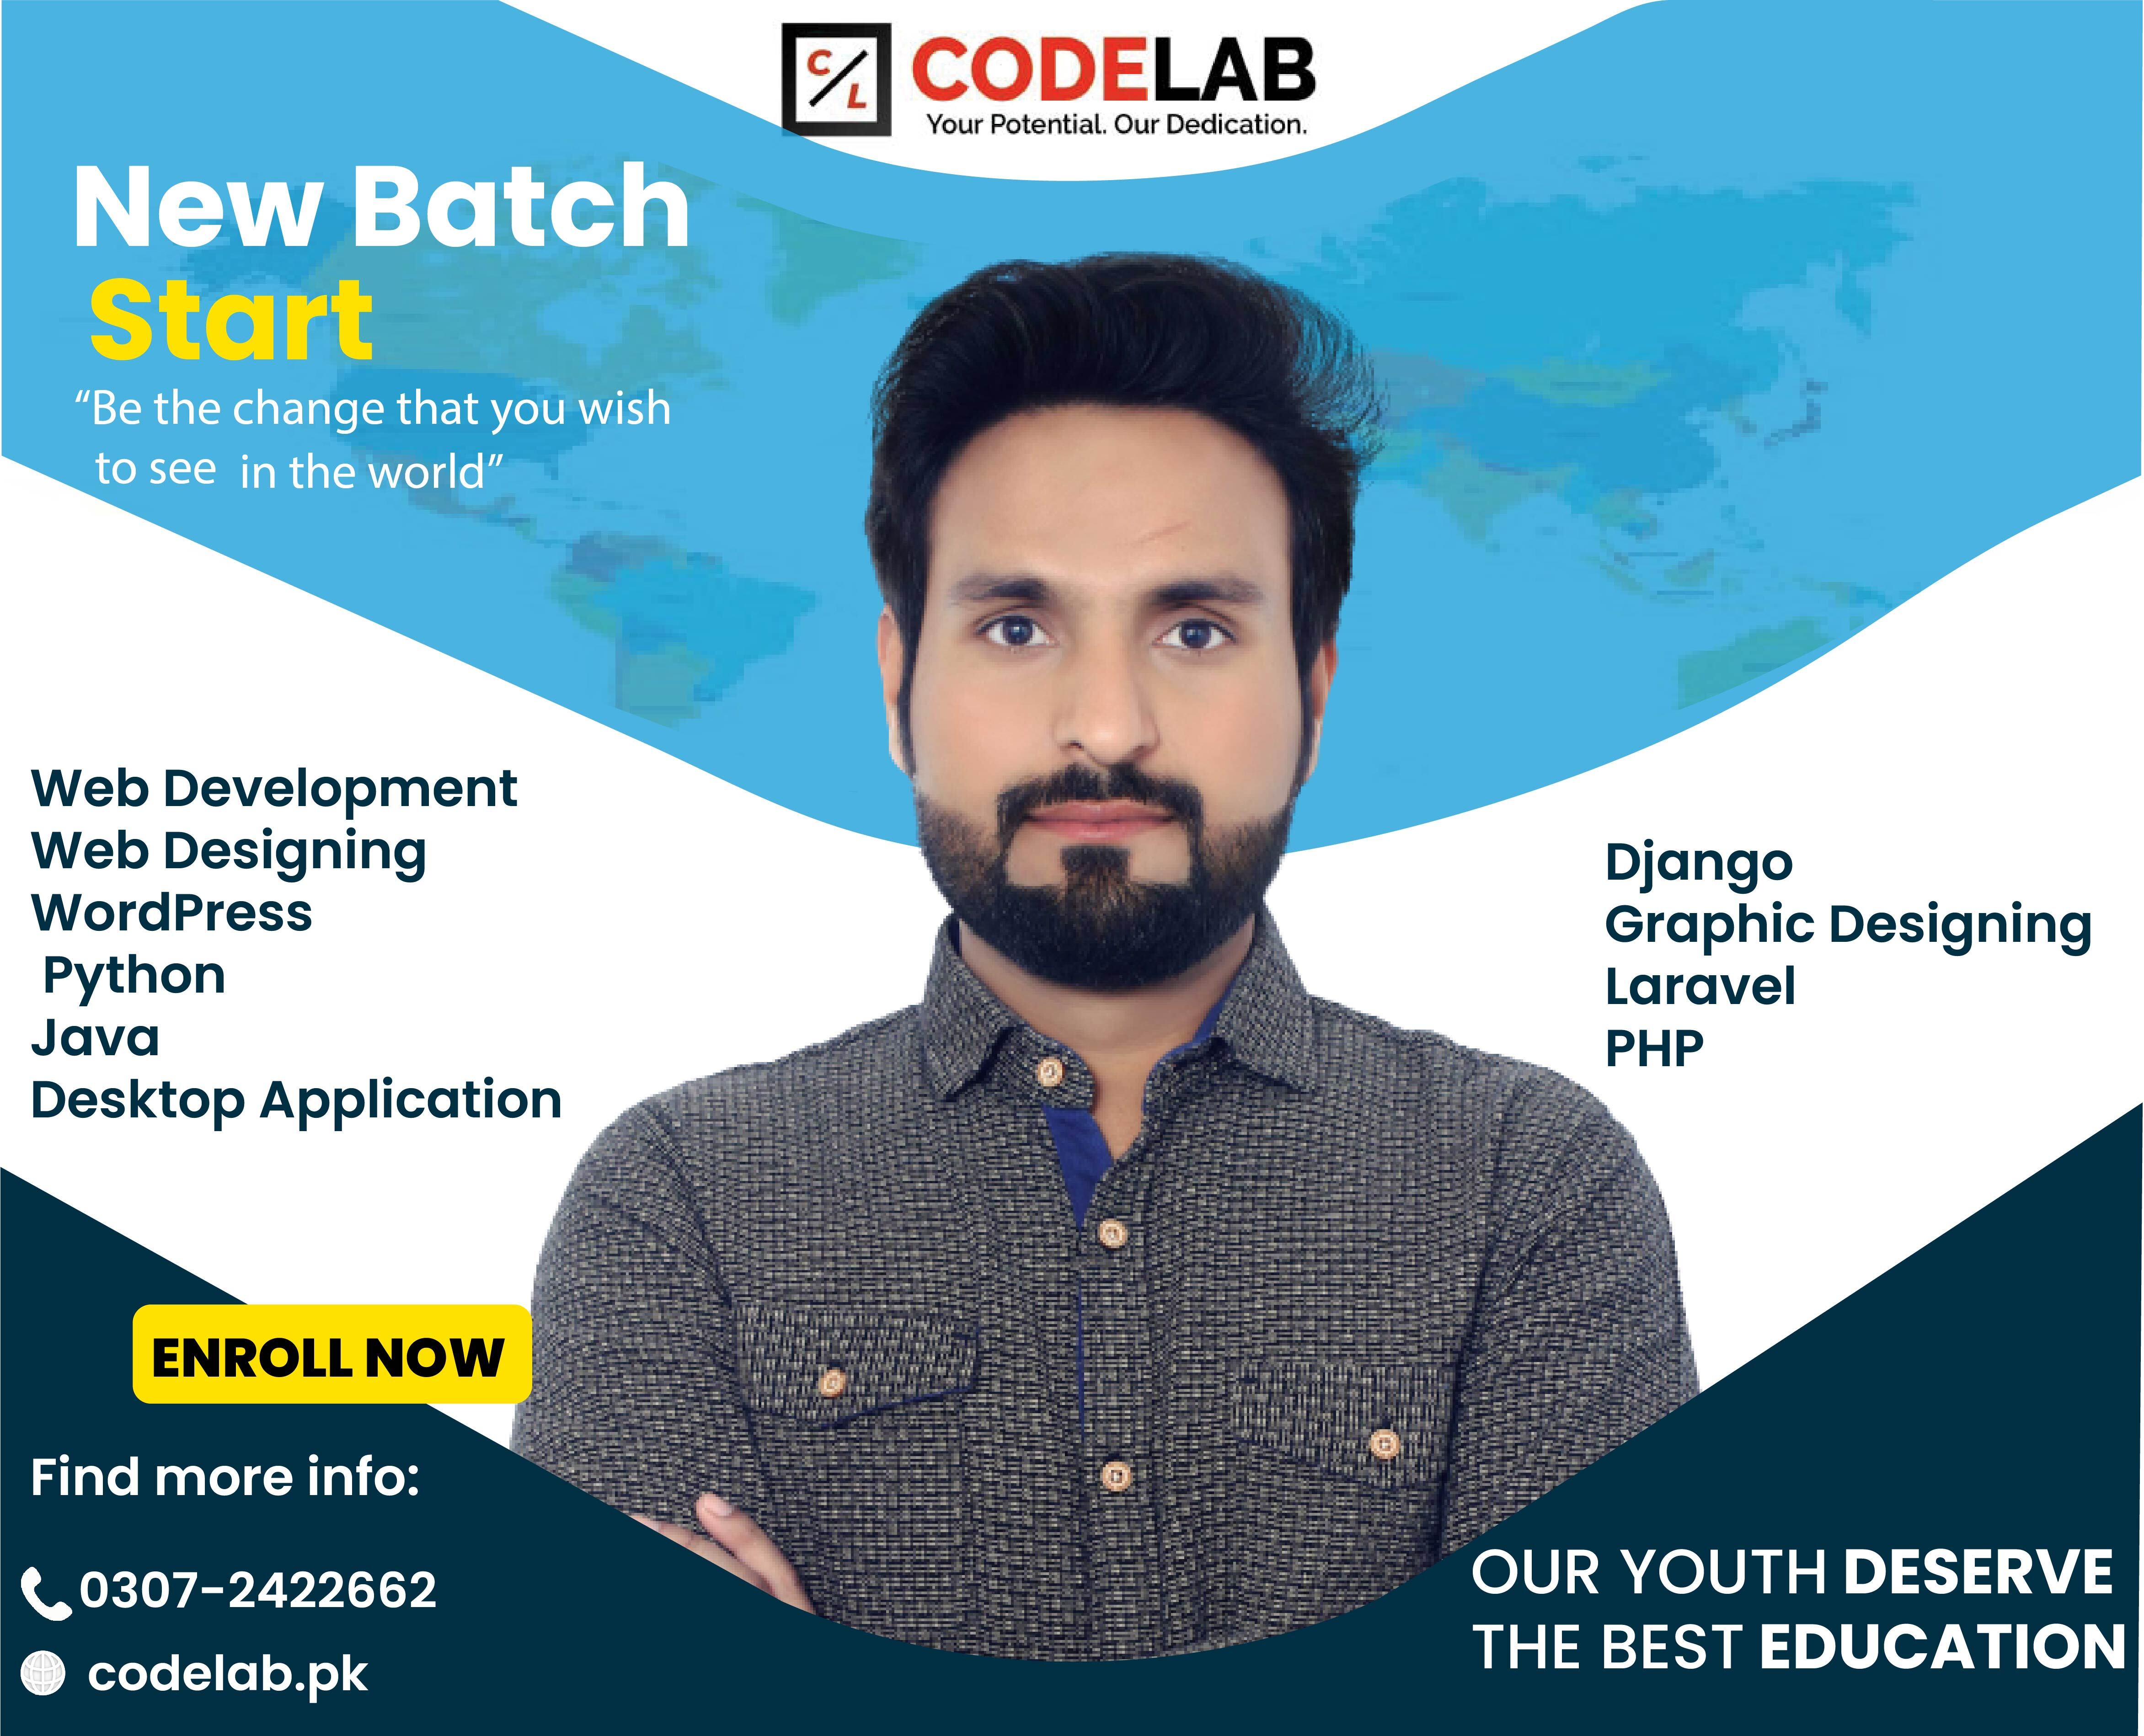 C/L
CODELAB
Your Potential. Our Dedication.
New Batch
Start
“Be the change that you wish
to see in the world”
Web Development
Web Designing
WordPress
Python
Java
Desktop Application
Django
Graphic Designing
Laravel
PHP
ENROLL NOW
Find more info:
0307-2422662
codelab.pk
OUR YOUTH DESERVE
THE BEST EDUCATION